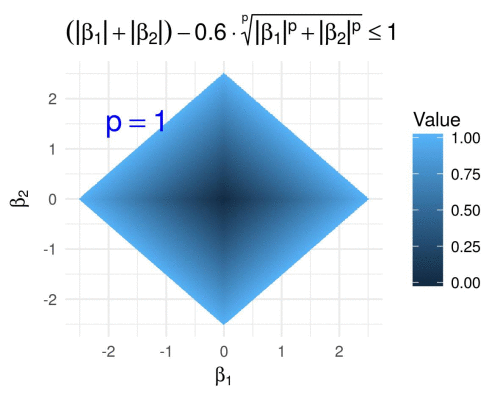 (|β₁|+|β₂|) − 0.6 · ᵖ√(|β₁|ᵖ+|β₂|ᵖ) ≤ 1
p = 1
Value
1.00
0.75
0.50
0.25
0.00
2
1
0
-1
-2
β₂
-2 -1 0 1 2
β₁